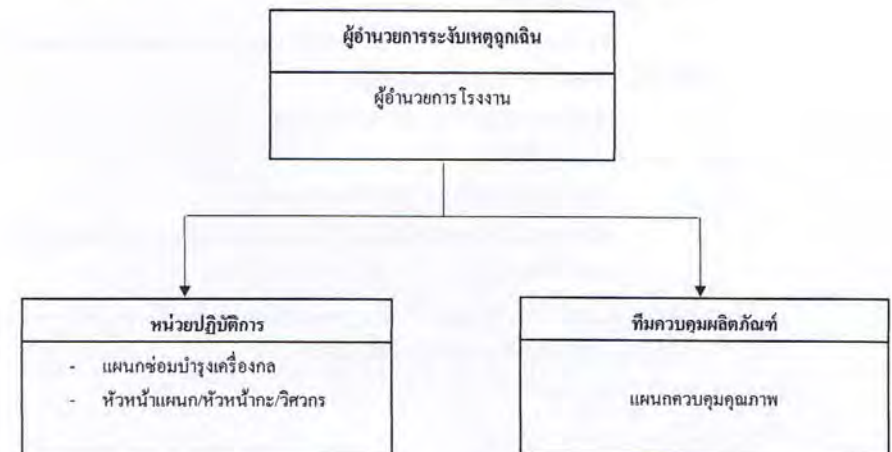 ผู้อำนวยการระงับเหตุฉุกเฉิน
ผู้อำนวยการโรงงาน
หน่วยปฏิบัติการ
- แผนกซ่อมบำรุงเครื่องกล
- หัวหน้าแผนก/หัวหน้ากะ/วิศวกร
ทีมควบคุมผลิตภัณฑ์
แผนกควบคุมคุณภาพ